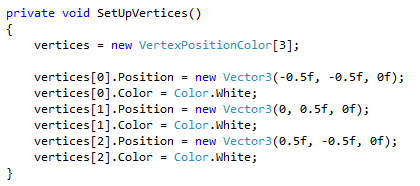 private void SetUpVertices()
{
    vertices = new VertexPositionColor[3];

    vertices[0].Position = new Vector3(-0.5f, -0.5f, 0f);
    vertices[0].Color = Color.White;
    vertices[1].Position = new Vector3(0, 0.5f, 0f);
    vertices[1].Color = Color.White;
    vertices[2].Position = new Vector3(0.5f, -0.5f, 0f);
    vertices[2].Color = Color.White;
}